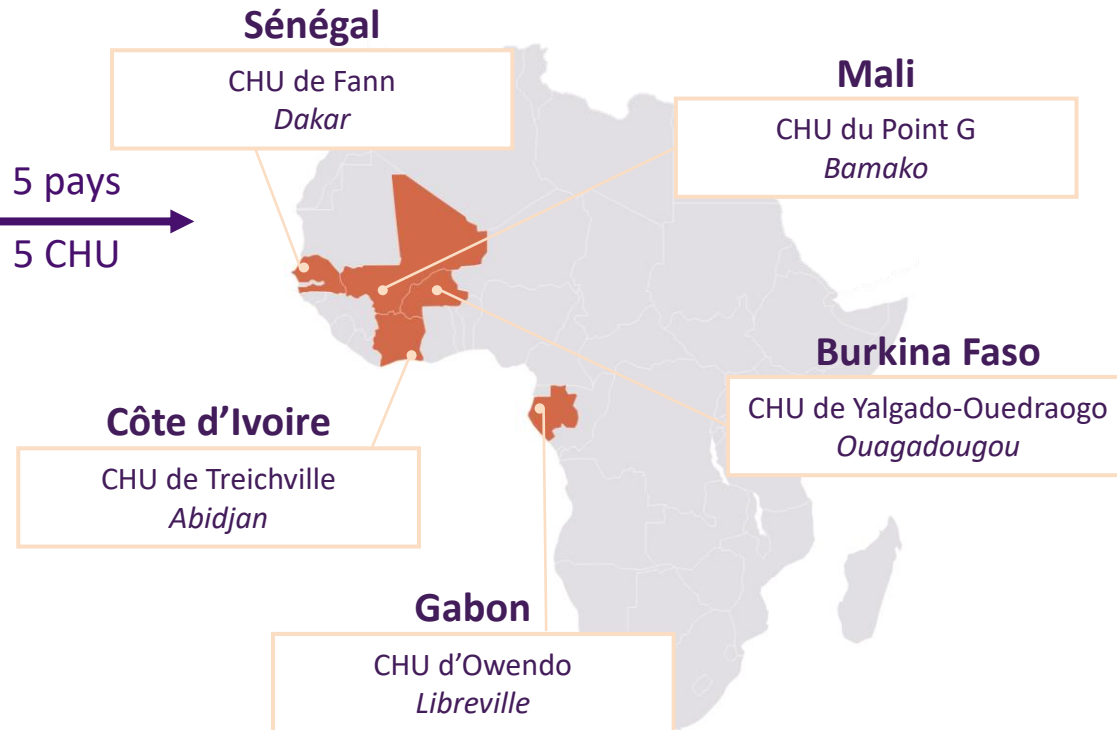 Sénégal
CHU de Fann
Dakar
Mali
CHU du Point G
Bamako
5 pays
5 CHU
Burkina Faso
CHU de Yalgado-Ouedraogo
Ouagadougou
Côte d’Ivoire
CHU de Treichville
Abidjan
Gabon
CHU d’Owendo
Libreville